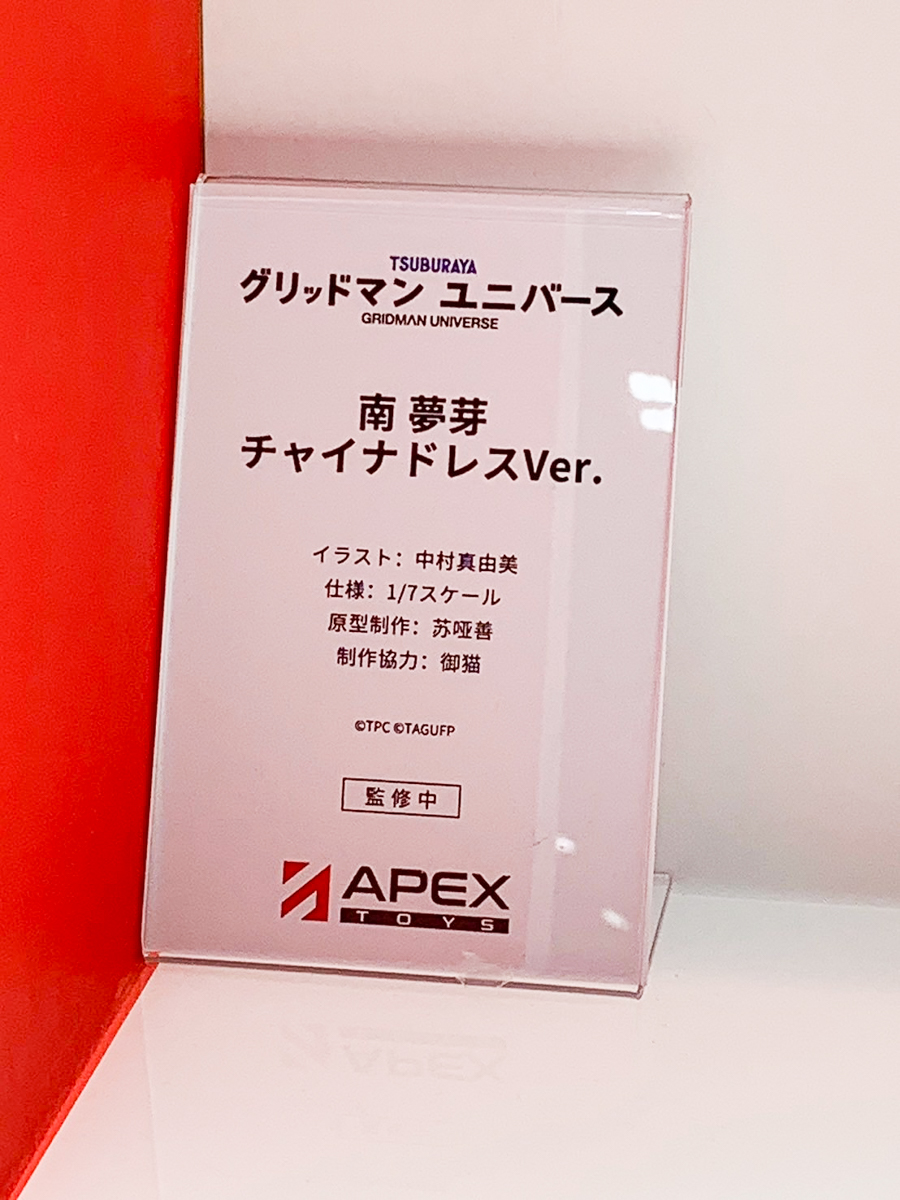 TSUBURAYA
グリッドマン ユニバース
GRIDMAN UNIVERSE
南 夢芽
チャイナドレスVer.
イラスト：中村真由美
仕様：1/7スケール
原型制作：苏哑善
制作協力：御猫
©TPC ©TAGUFP
監修中
APEX
TOYS